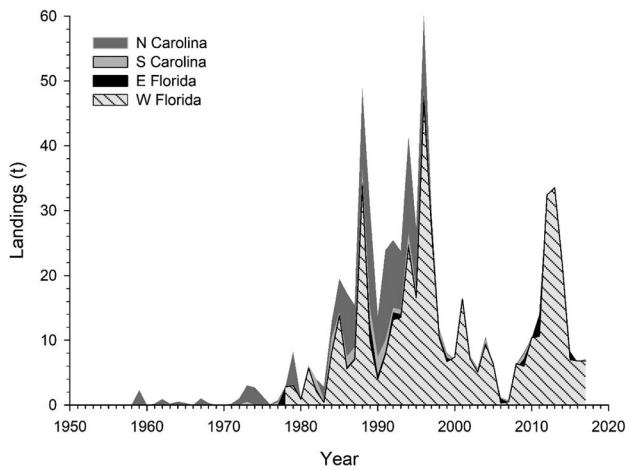 60
50
40
30
20
10
0
Landings (t)
N Carolina
S Carolina
E Florida
W Florida
1950 1960 1970 1980 1990 2000 2010 2020
Year